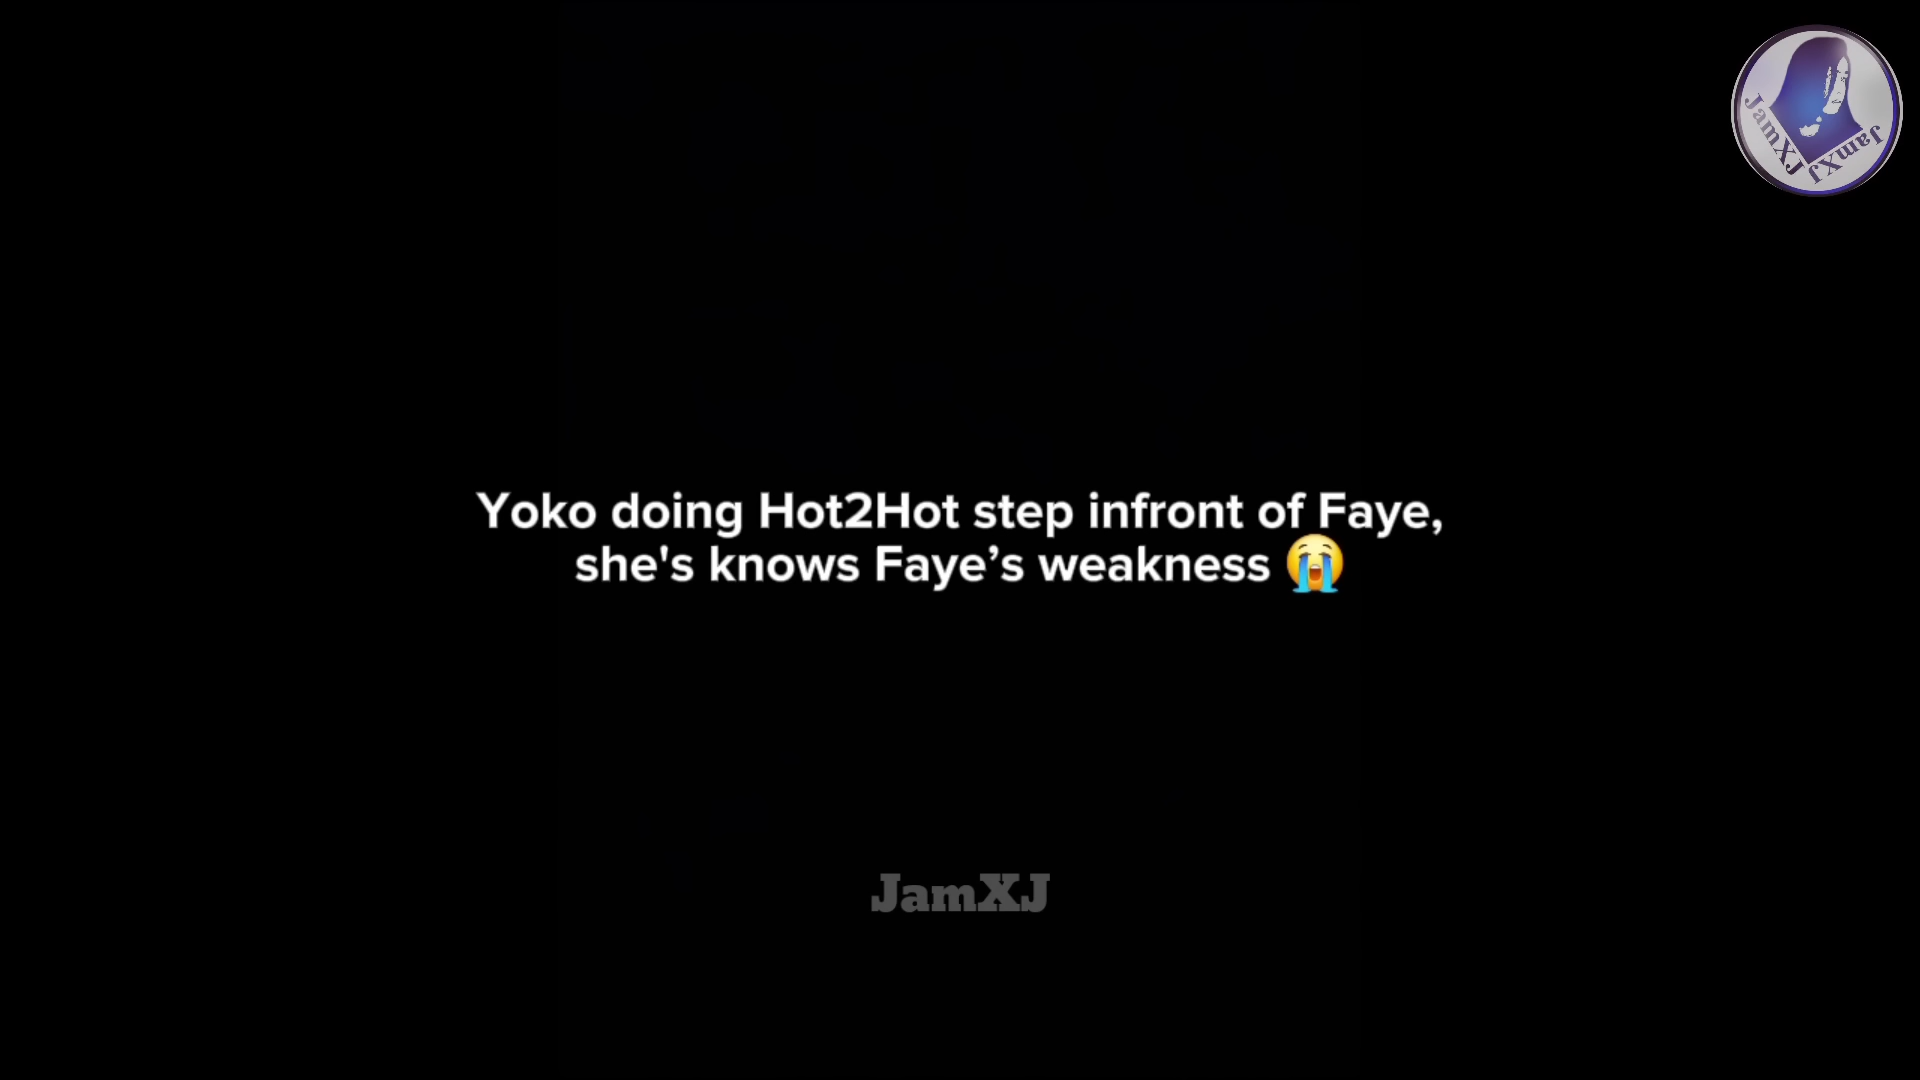 JamXJ JamXJ
Yoko doing Hot2Hot step infront of Faye,
she's knows Faye’s weakness 😭
JamXJ